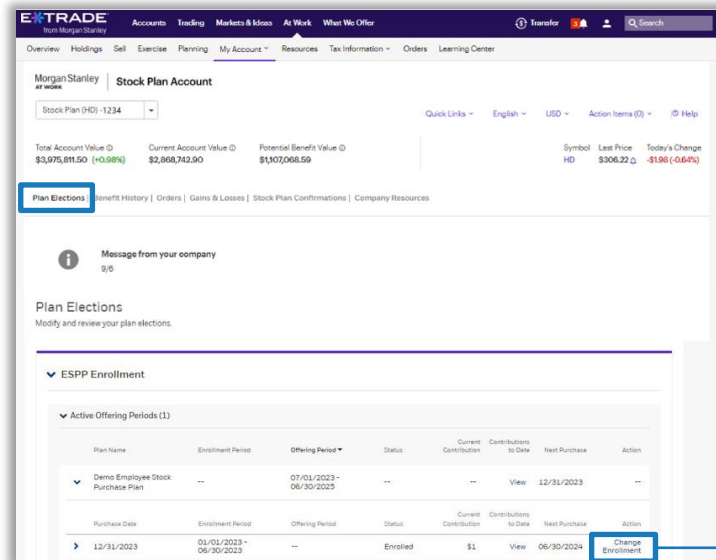 E*TRADE
from Morgan Stanley
Accounts Trading Markets & Ideas At Work What We Offer
Transfer 3 Search
Overview Holdings Sell Exercise Planning My Account Resources Tax Information Orders Learning Center
Morgan Stanley
AT WORK
Stock Plan Account
Stock Plan (HD) -1234
Quick Links English USD Action Items (0) Help
Total Account Value Current Account Value Potential Benefit Value Symbol Last Price Today's Change
$3,975,811.50 (+0.98%) $2,868,742.90 $1,107,068.59 HD $306.22 -$1.98 (-0.64%)
Plan Elections | Benefit History | Orders | Gains & Losses | Stock Plan Confirmations | Company Resources
Message from your company
9/6
Plan Elections
Modify and review your plan elections.
ESPP Enrollment
Active Offering Periods (1)
Plan Name Enrollment Period Offering Period Status Current Contribution Contributions to Date Next Purchase Action
Demo Employee Stock Purchase Plan -- 07/01/2023 - 06/30/2025 -- -- View 12/31/2023 --
Purchase Date Enrollment Period Offering Period Status Current Contribution Contributions to Date Next Purchase Action
12/31/2023 01/01/2023 - 06/30/2023 -- Enrolled $1 View 06/30/2024 Change Enrollment